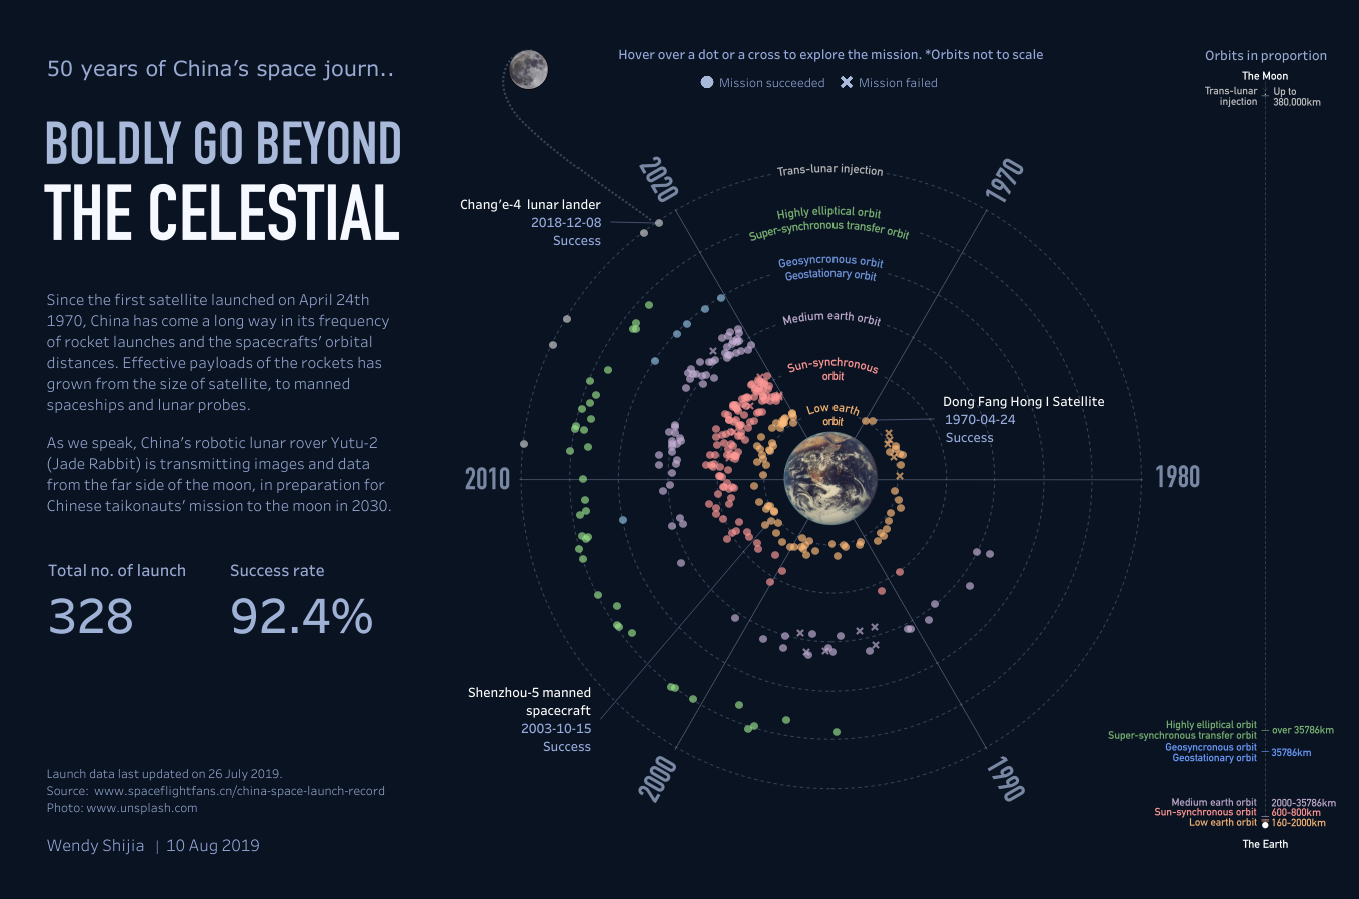 50 years of China's space journ..
BOLDLY GO BEYOND
THE CELESTIAL
Since the first satellite launched on April 24th
1970, China has come a long way in its frequency
of rocket launches and the spacecrafts' orbital
distances. Effective payloads of the rockets has
grown from the size of satellite, to manned
spaceships and lunar probes.
As we speak, China's robotic lunar rover Yutu-2
(Jade Rabbit) is transmitting images and data
from the far side of the moon, in preparation for
Chinese taikonauts' mission to the moon in 2030.
Total no. of launch
328
Success rate
92.4%
Launch data last updated on 26 July 2019.
Source: www.spaceflightfans.cn/china-space-launch-record
Photo: www.unsplash.com
Wendy Shijia | 10 Aug 2019
Hover over a dot or a cross to explore the mission. *Orbits not to scale
Mission succeeded
Mission failed
2020
1970
Trans-lunar injection
Highly elliptical orbit
Super-synchronous transfer orbit
Geosyncronous orbit
Geostationary orbit
Medium earth orbit
Sun-synchronous
orbit
Low earth
orbit
Chang'e-4 lunar lander
2018-12-08
Success
Dong Fang Hong I Satellite
1970-04-24
Success
2010
1980
Shenzhou-5 manned
spacecraft
2003-10-15
Success
2000
1990
Orbits in proportion
The Moon
Trans-lunar
injection
Up to
380,000km
Highly elliptical orbit
Super-synchronous transfer orbit
over 35786km
Geosyncronous orbit
Geostationary orbit
35786km
Medium earth orbit
2000-35786km
Sun-synchronous orbit
600-800km
Low earth orbit
160-2000km
The Earth